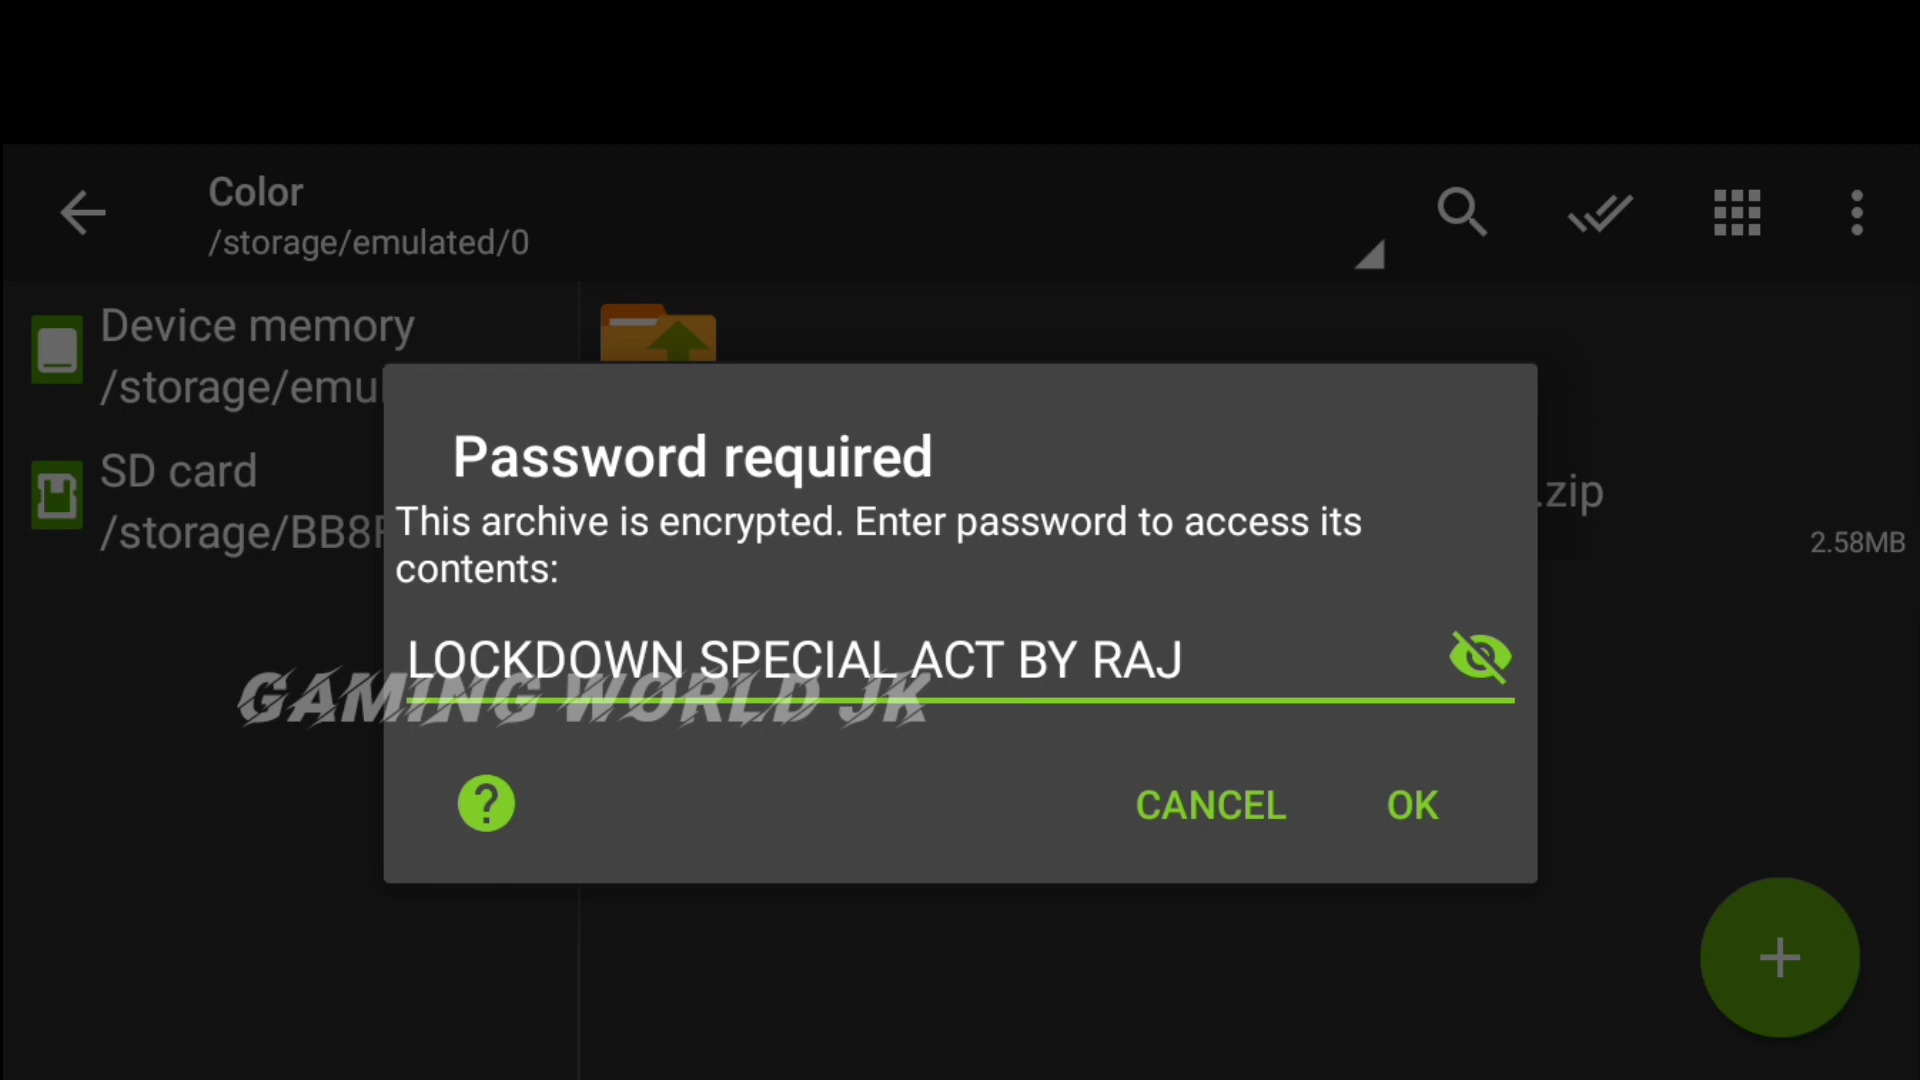 Color
/storage/emulated/0
Device memory
/storage/emul
SD card
/storage/BB8
.zip
2.58MB
Password required
This archive is encrypted. Enter password to access its
contents:
LOCKDOWN SPECIAL ACT BY RAJ
GAMING WORLD JK
?
CANCEL
OK